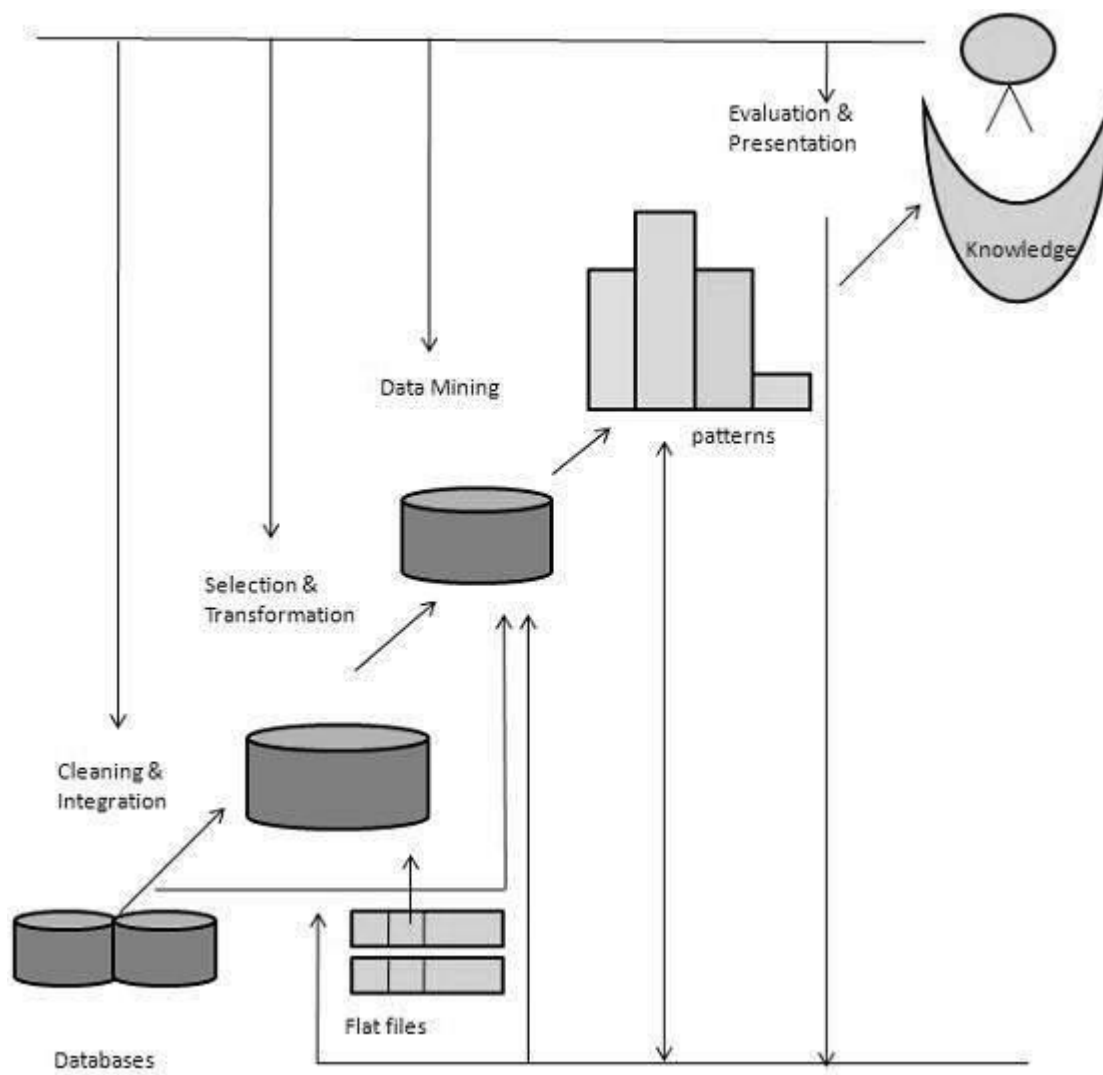 Evaluation &
Presentation
Knowledge
Data Mining
patterns
Selection &
Transformation
Cleaning &
Integration
Flat files
Databases